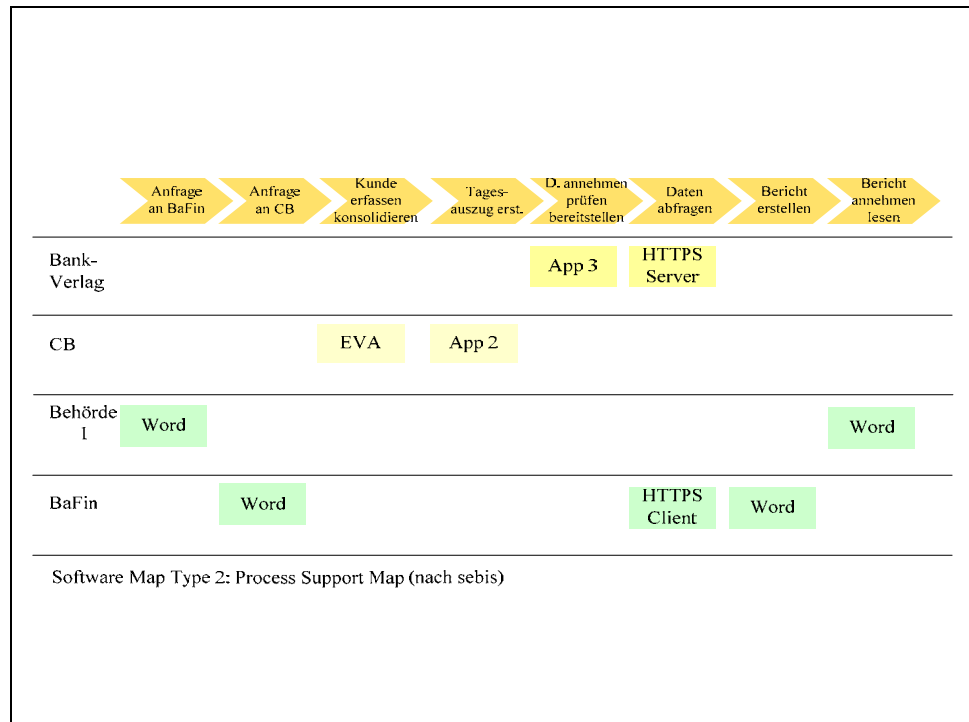 Anfrage
an BaFin
Anfrage
an CB
Kunde
erfassen
konsolidieren
Tages-
auszug erst.
D. annehmen
prüfen
bereitstellen
Daten
abfragen
Bericht
erstellen
Bericht
annehmen
lesen
Bank-
Verlag
App 3
HTTPS
Server
CB
EVA
App 2
Behörde
I
Word
Word
BaFin
Word
HTTPS
Client
Word
Software Map Type 2: Process Support Map (nach sebis)